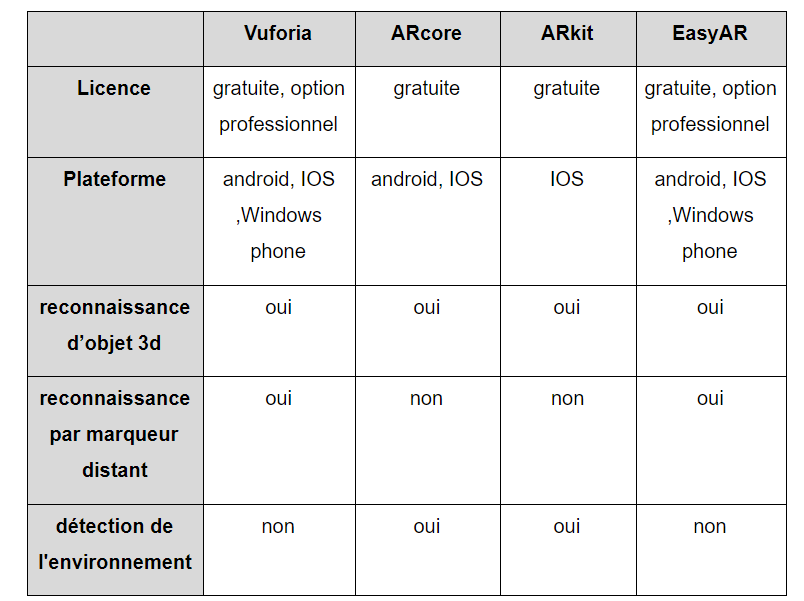 Vuforia ARcore ARkit EasyAR
Licence gratuite, option gratuite gratuite gratuite, option
professionnel professionnel
Plateforme android, IOS android, IOS IOS android, IOS
,Windows ,Windows
phone phone
reconnaissance oui oui oui oui
d’objet 3d
reconnaissance oui non non oui
par marqueur
distant
détection de non oui oui non
l'environnement